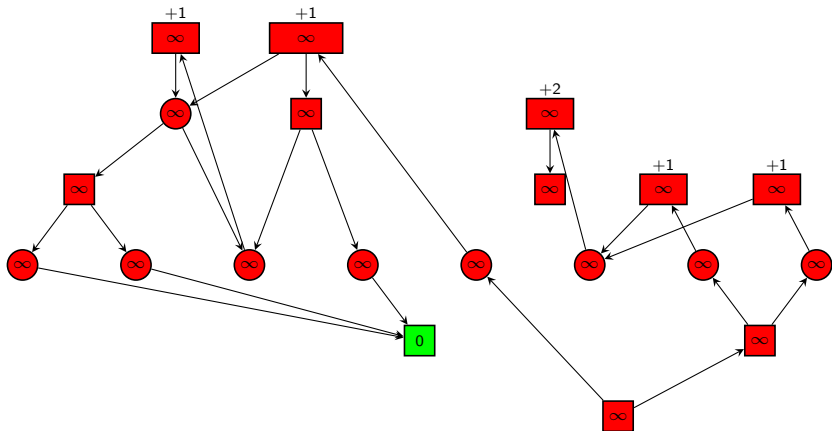 +1 +1
∞ ∞
+2
∞ ∞ ∞
+1 +1
∞ ∞ ∞ ∞
∞ ∞ ∞ ∞ ∞ ∞ ∞ ∞
0 ∞
∞